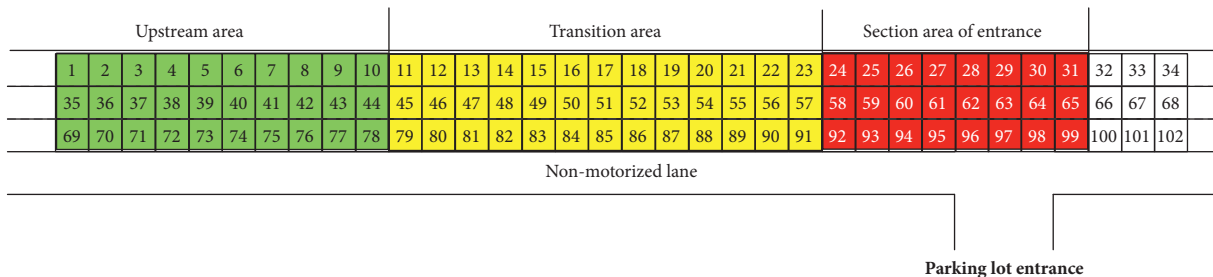 Upstream area Transition area Section area of entrance
1 2 3 4 5 6 7 8 9 10 11 12 13 14 15 16 17 18 19 20 21 22 23 24 25 26 27 28 29 30 31 32 33 34
35 36 37 38 39 40 41 42 43 44 45 46 47 48 49 50 51 52 53 54 55 56 57 58 59 60 61 62 63 64 65 66 67 68
69 70 71 72 73 74 75 76 77 78 79 80 81 82 83 84 85 86 87 88 89 90 91 92 93 94 95 96 97 98 99 100 101 102
Non-motorized lane
Parking lot entrance